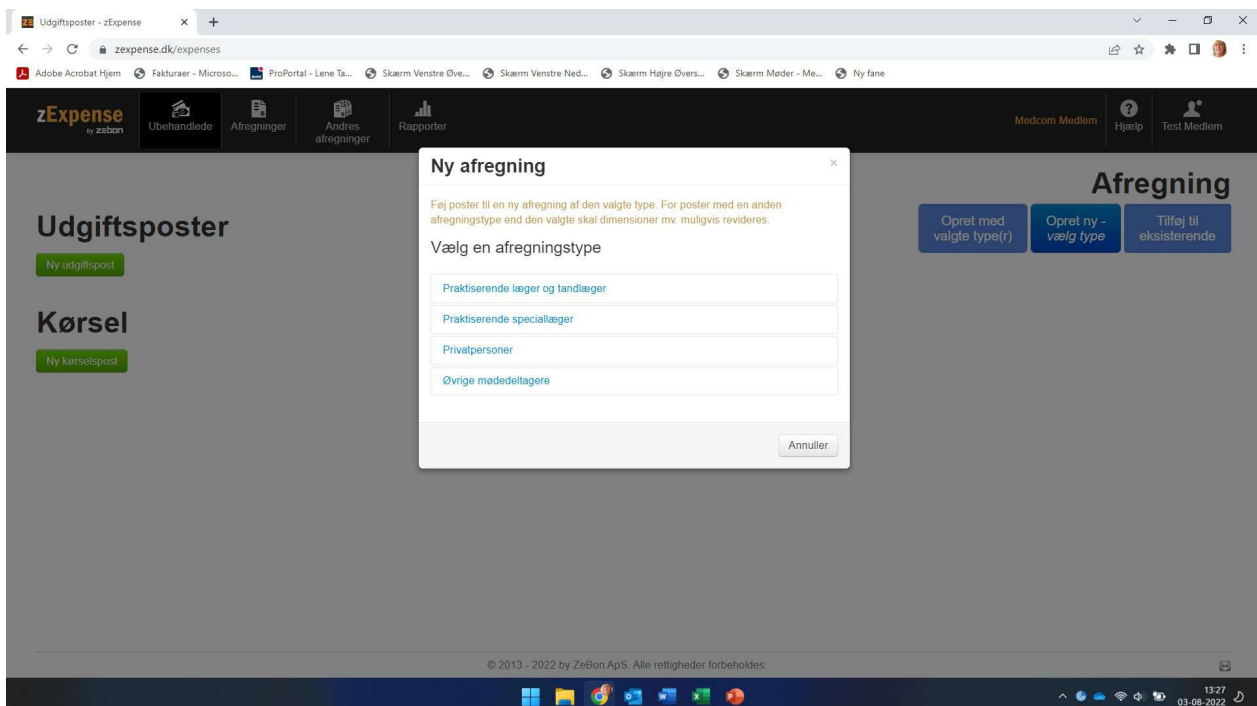 Udgiftsposter - zExpense
zexpense.dk/expenses
Adobe Acrobat Hjem
Fakturaer - Microso...
ProPortal - Lene Ta...
Skærm Venstre Øve...
Skærm Venstre Ned...
Skærm Højre Øvers...
Skærm Møder - Me...
Ny fane
zExpense
by zebon
Ubehandlede
Afregninger
Andres
afregninger
Rapporter
Medcom Medlem
Hjælp
Test Medlem
Ny afregning
Føj poster til en ny afregning af den valgte type. For poster med en anden
afregningstype end den valgte skal dimensioner mv. muligvis revideres.
Vælg en afregningstype
Praktiserende læger og tandlæger
Praktiserende speciallæger
Privatpersoner
Øvrige mødedeltagere
Annuller
Afregning
Opret med
valgte type(r)
Opret ny -
vælg type
Tilføj til
eksisterende
Udgiftsposter
Ny udgiftspost
Kørsel
Ny kørselspost
© 2013 - 2022 by ZeBon ApS. Alle rettigheder forbeholdes.
13:27
03-08-2022